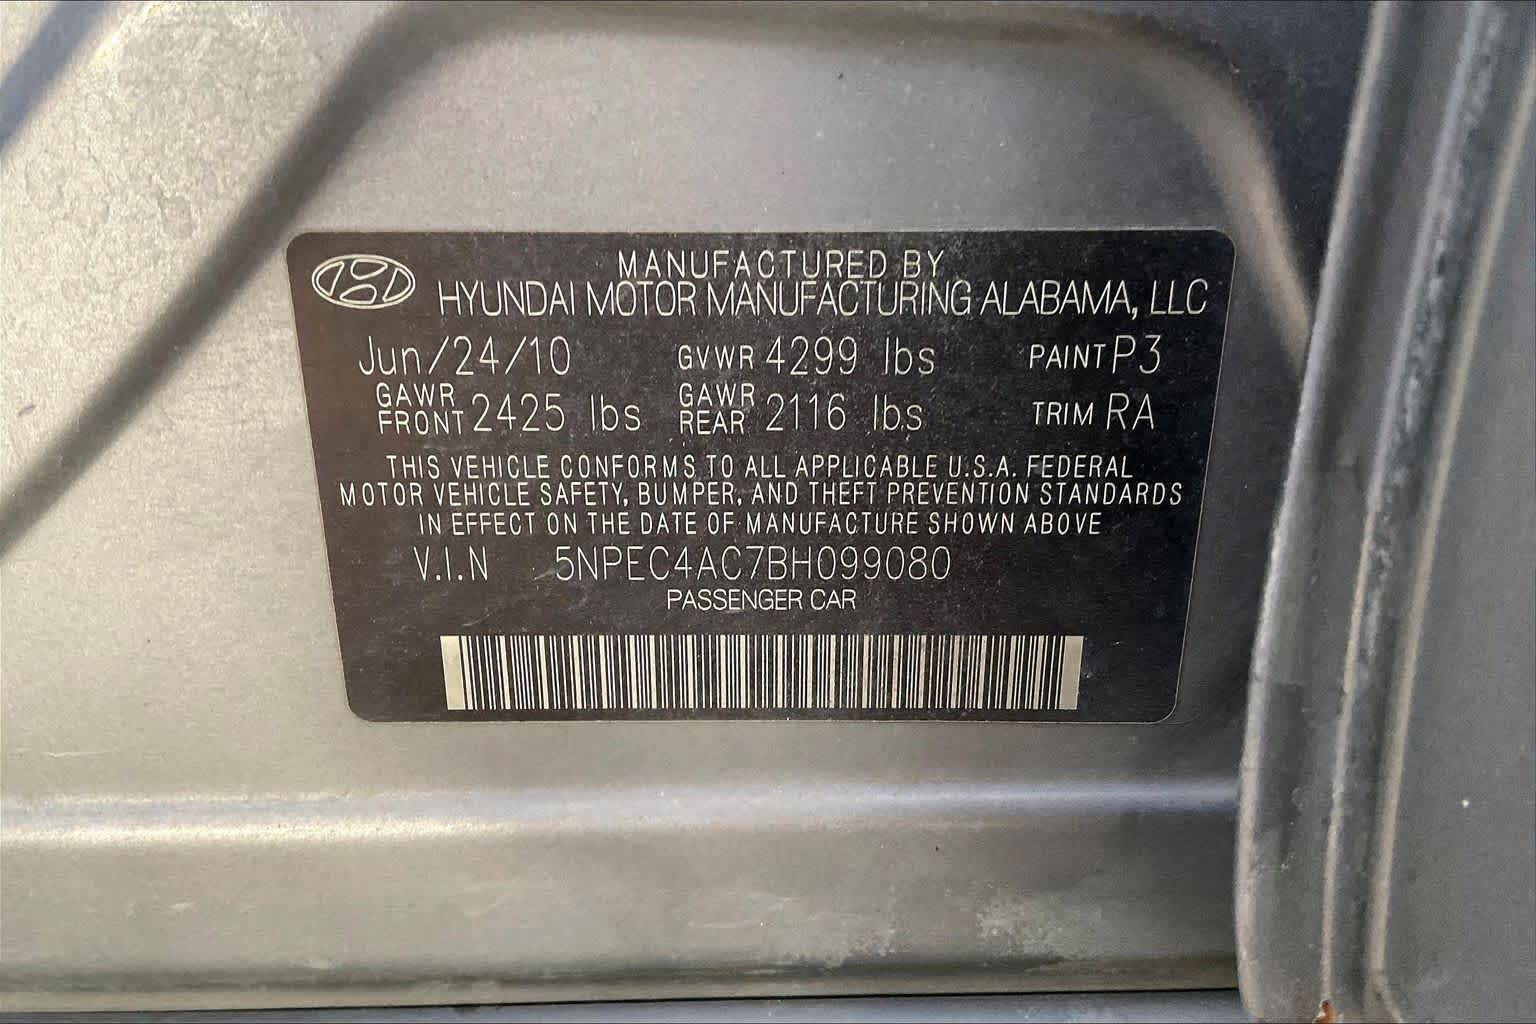 MANUFACTURED BY
HYUNDAI MOTOR MANUFACTURING ALABAMA, LLC
Jun/24/10 GVWR 4299 lbs PAINT P3
GAWR FRONT 2425 lbs GAWR REAR 2116 lbs TRIM RA
THIS VEHICLE CONFORMS TO ALL APPLICABLE U.S.A. FEDERAL
MOTOR VEHICLE SAFETY, BUMPER, AND THEFT PREVENTION STANDARDS
IN EFFECT ON THE DATE OF MANUFACTURE SHOWN ABOVE
V.I.N 5NPEC4AC7BH099080
PASSENGER CAR